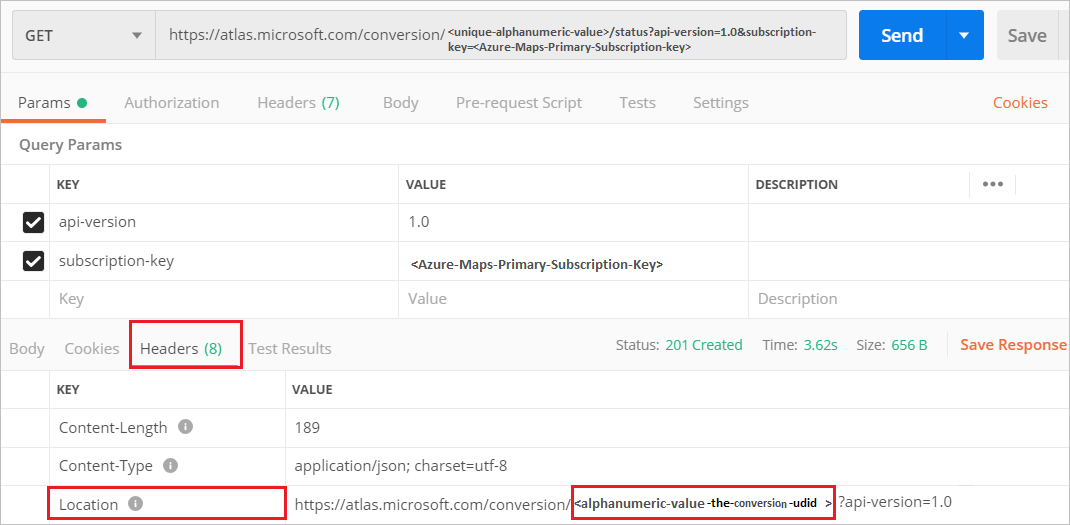 GET https://atlas.microsoft.com/conversion/ <unique-alphanumeric-value>/status?api-version=1.0&subscription-
key=<Azure-Maps-Primary-Subscription-key> Send Save
Params Authorization Headers (7) Body Pre-request Script Tests Settings Cookies
Query Params
KEY VALUE DESCRIPTION •••
api-version 1.0
subscription-key <Azure-Maps-Primary-Subscription-Key>
Key Value Description
Body Cookies Headers (8) Test Results Status: 201 Created Time: 3.62s Size: 656 B Save Response
KEY VALUE
Content-Length i 189
Content-Type i application/json; charset=utf-8
Location i https://atlas.microsoft.com/conversion/ <alphanumeric-value -the-conversion -udid > ?api-version=1.0